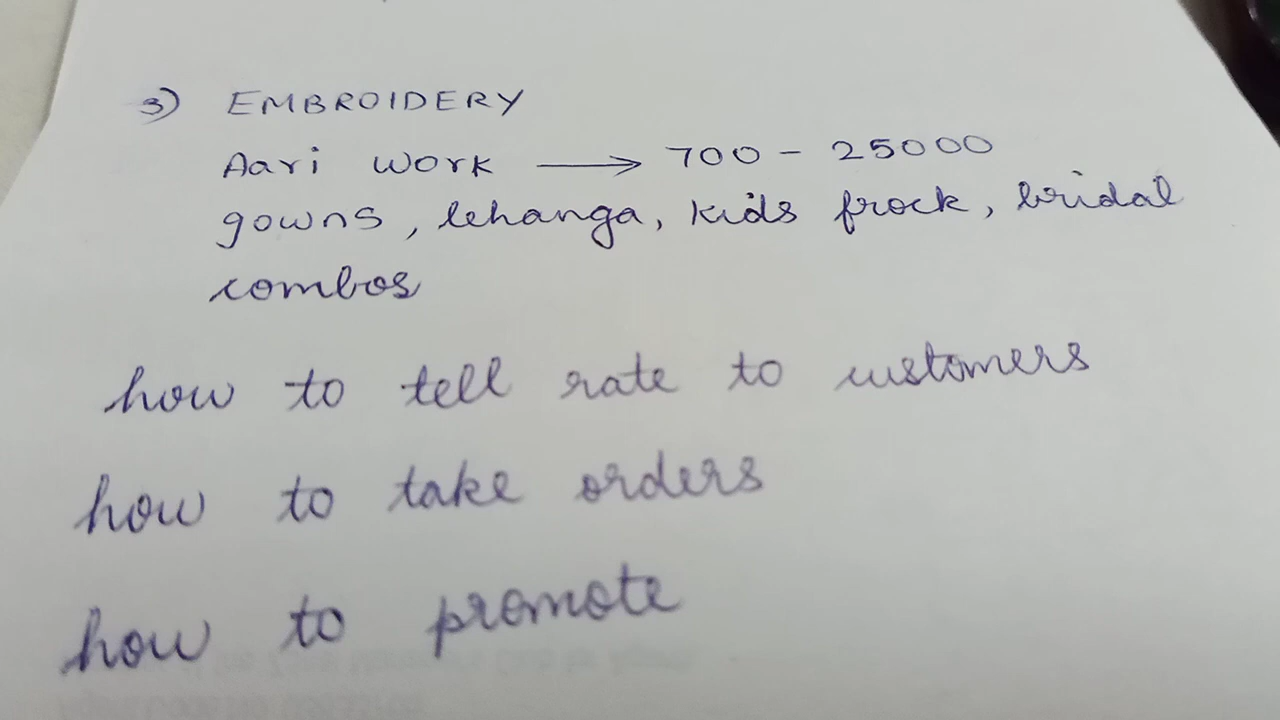 3) EMBROIDERY
Aari work → 700 - 25000
gowns, lehanga, kids frock, bridal
combos
how to tell rate to customers
how to take orders
how to promote